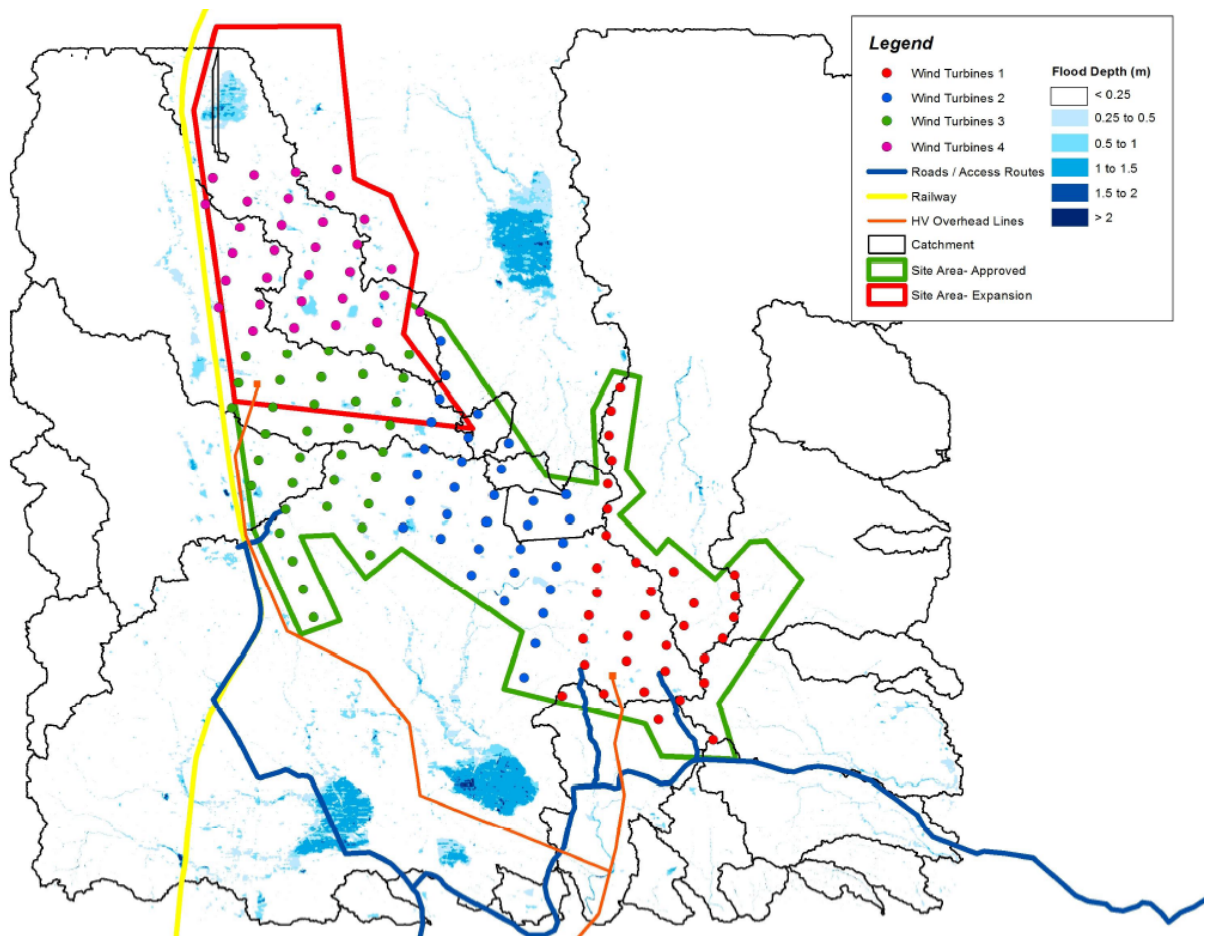 Legend
Wind Turbines 1
Wind Turbines 2
Wind Turbines 3
Wind Turbines 4
Roads / Access Routes
Railway
HV Overhead Lines
Catchment
Site Area- Approved
Site Area- Expansion
Flood Depth (m)
< 0.25
0.25 to 0.5
0.5 to 1
1 to 1.5
1.5 to 2
> 2